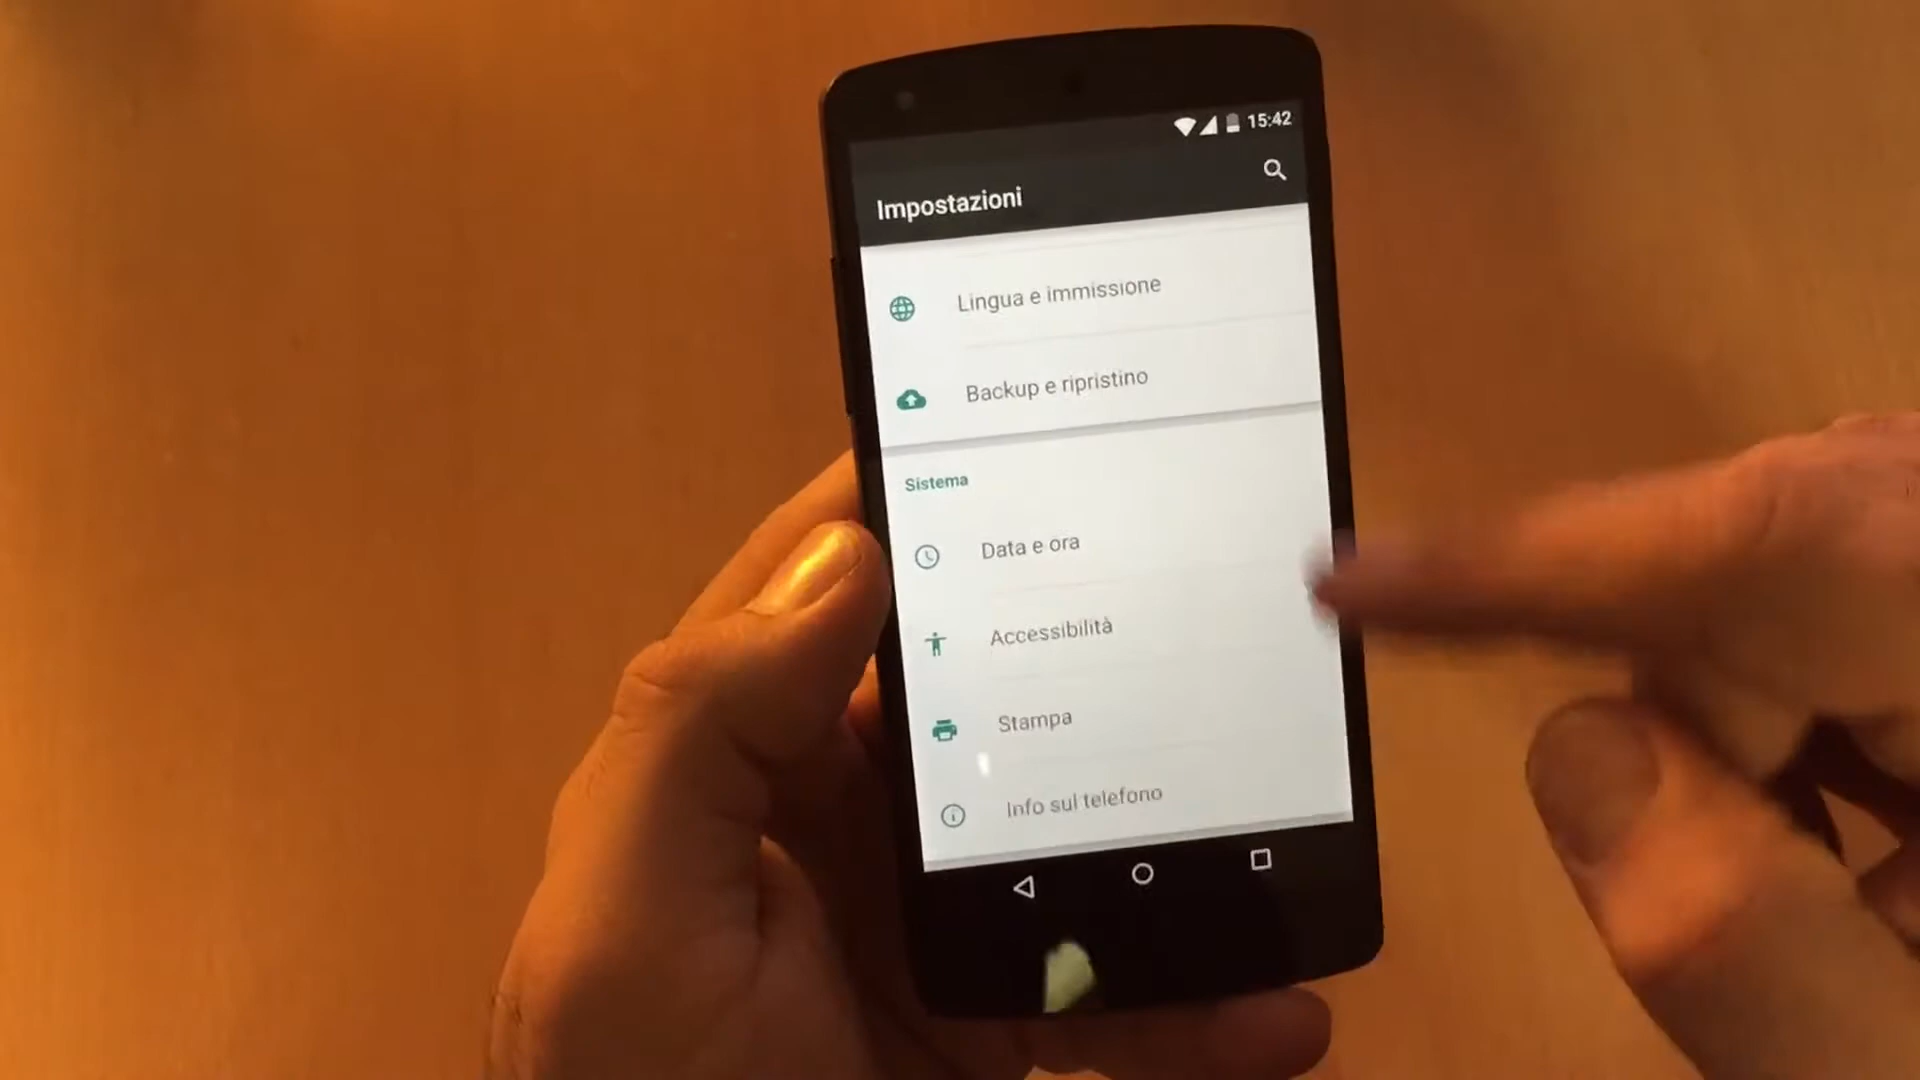 15:42
Impostazioni
Lingua e immissione
Backup e ripristino
Sistema
Data e ora
Accessibilità
Stampa
Info sul telefono